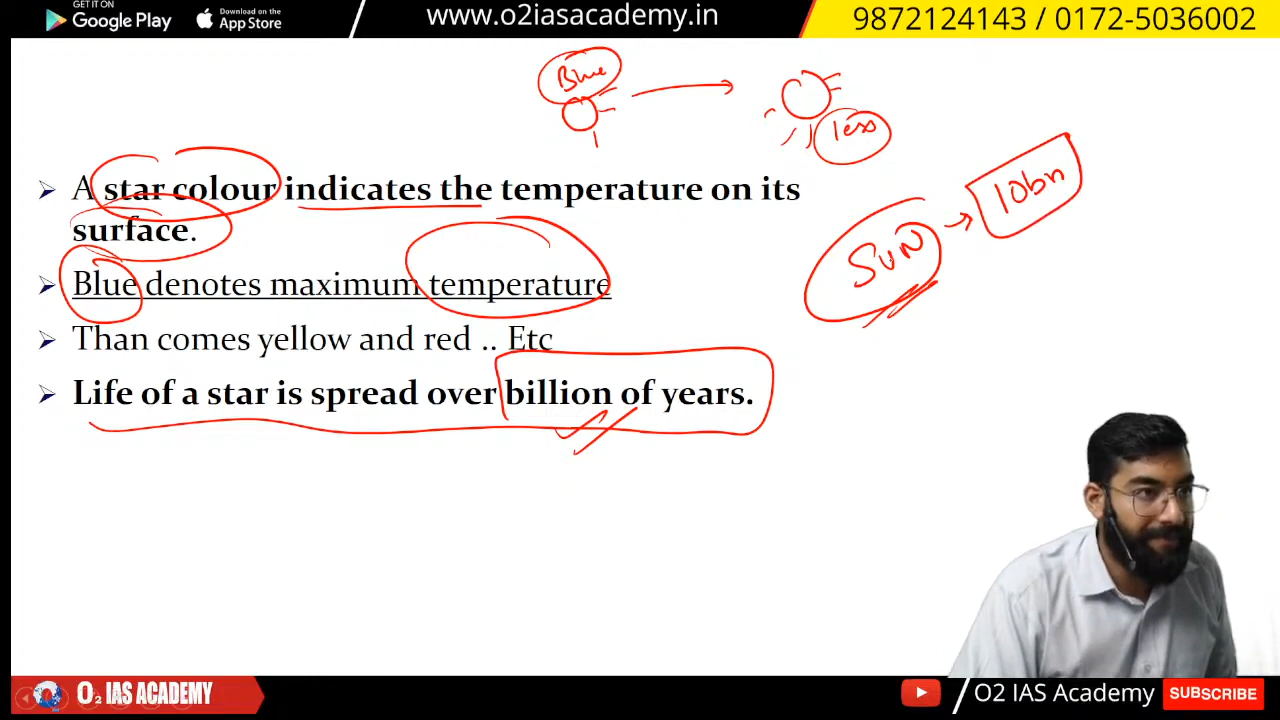 GET IT ON
Google Play
Download on the
App Store
www.o2iasacademy.in
9872124143 / 0172-5036002
Blue
less
A star colour indicates the temperature on its
surface.
SUN
10bn
Blue denotes maximum temperature
Than comes yellow and red .. Etc
Life of a star is spread over billion of years.
O2 IAS ACADEMY
O2 IAS Academy
SUBSCRIBE